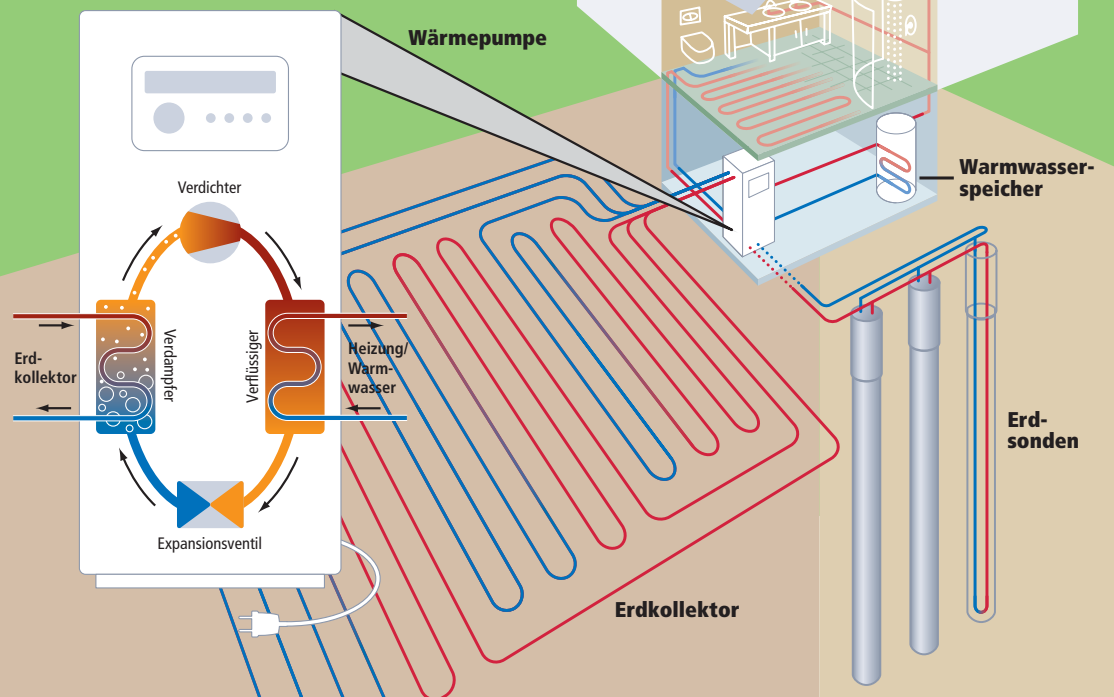 Wärmepumpe
Verdichter
Warmwasser-
speicher
Verdampfer
Verflüssiger
Erd-
kollektor
Heizung/
Warm-
wasser
Erd-
sonden
Expansionsventil
Erdkollektor